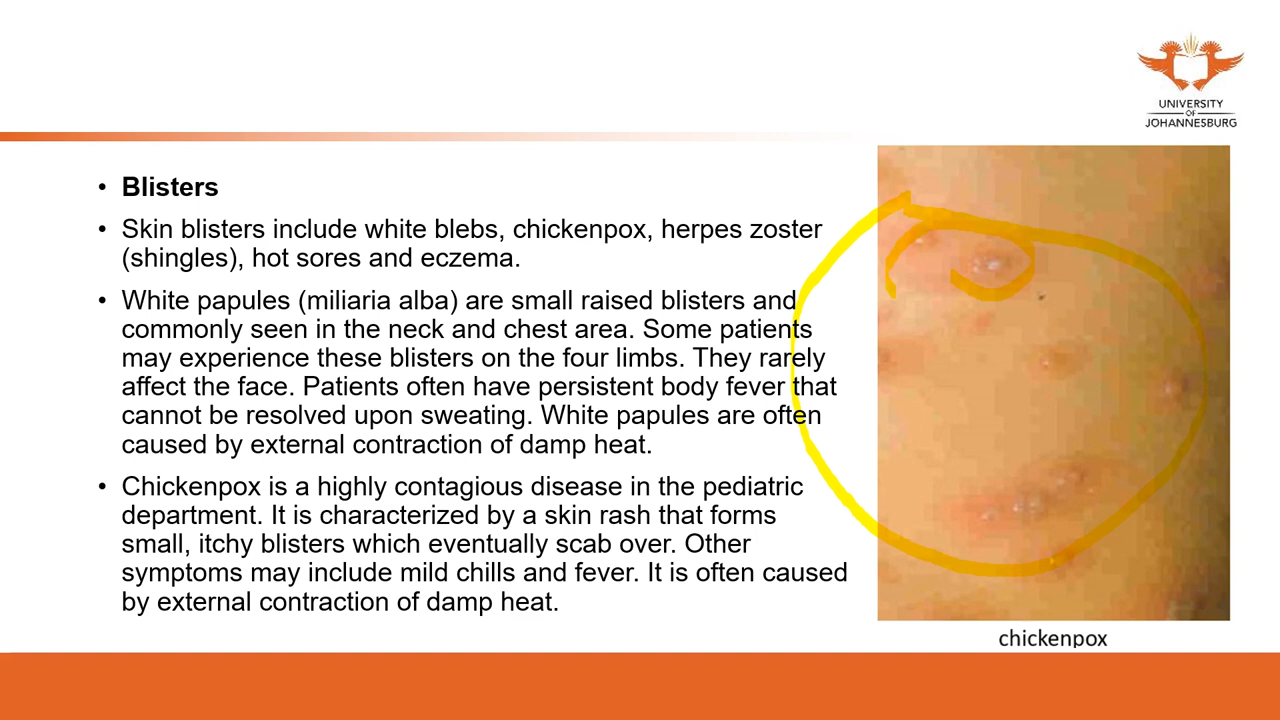 UNIVERSITY
OF
JOHANNESBURG
• Blisters
• Skin blisters include white blebs, chickenpox, herpes zoster
(shingles), hot sores and eczema.
• White papules (miliaria alba) are small raised blisters and
commonly seen in the neck and chest area. Some patients
may experience these blisters on the four limbs. They rarely
affect the face. Patients often have persistent body fever that
cannot be resolved upon sweating. White papules are often
caused by external contraction of damp heat.
• Chickenpox is a highly contagious disease in the pediatric
department. It is characterized by a skin rash that forms
small, itchy blisters which eventually scab over. Other
symptoms may include mild chills and fever. It is often caused
by external contraction of damp heat.
chickenpox